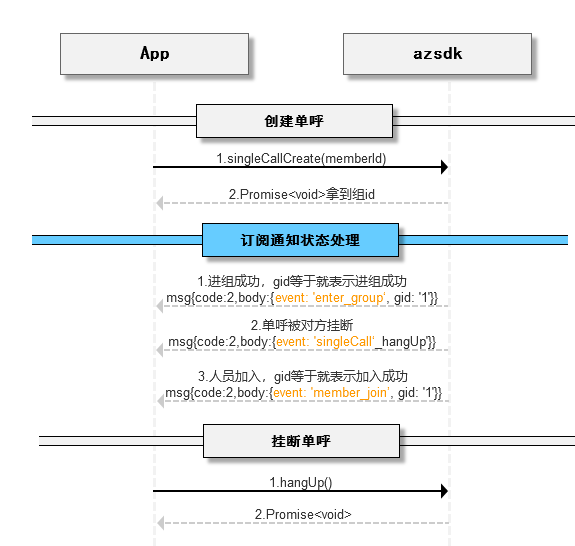 App
azsdk
创建单呼
1.singleCallCreate(memberId)
2.Promise<void>拿到组id
订阅通知状态处理
1.进组成功，gid等于就表示进组成功
msg{code:2,body:{event: 'enter_group', gid: '1'}}
2.单呼被对方挂断
msg{code:2,body:{event: 'singleCall'_hangUp'}}
3.人员加入，gid等于就表示加入成功
msg{code:2,body:{event: 'member_join', gid: '1'}}
挂断单呼
1.hangUp()
2.Promise<void>